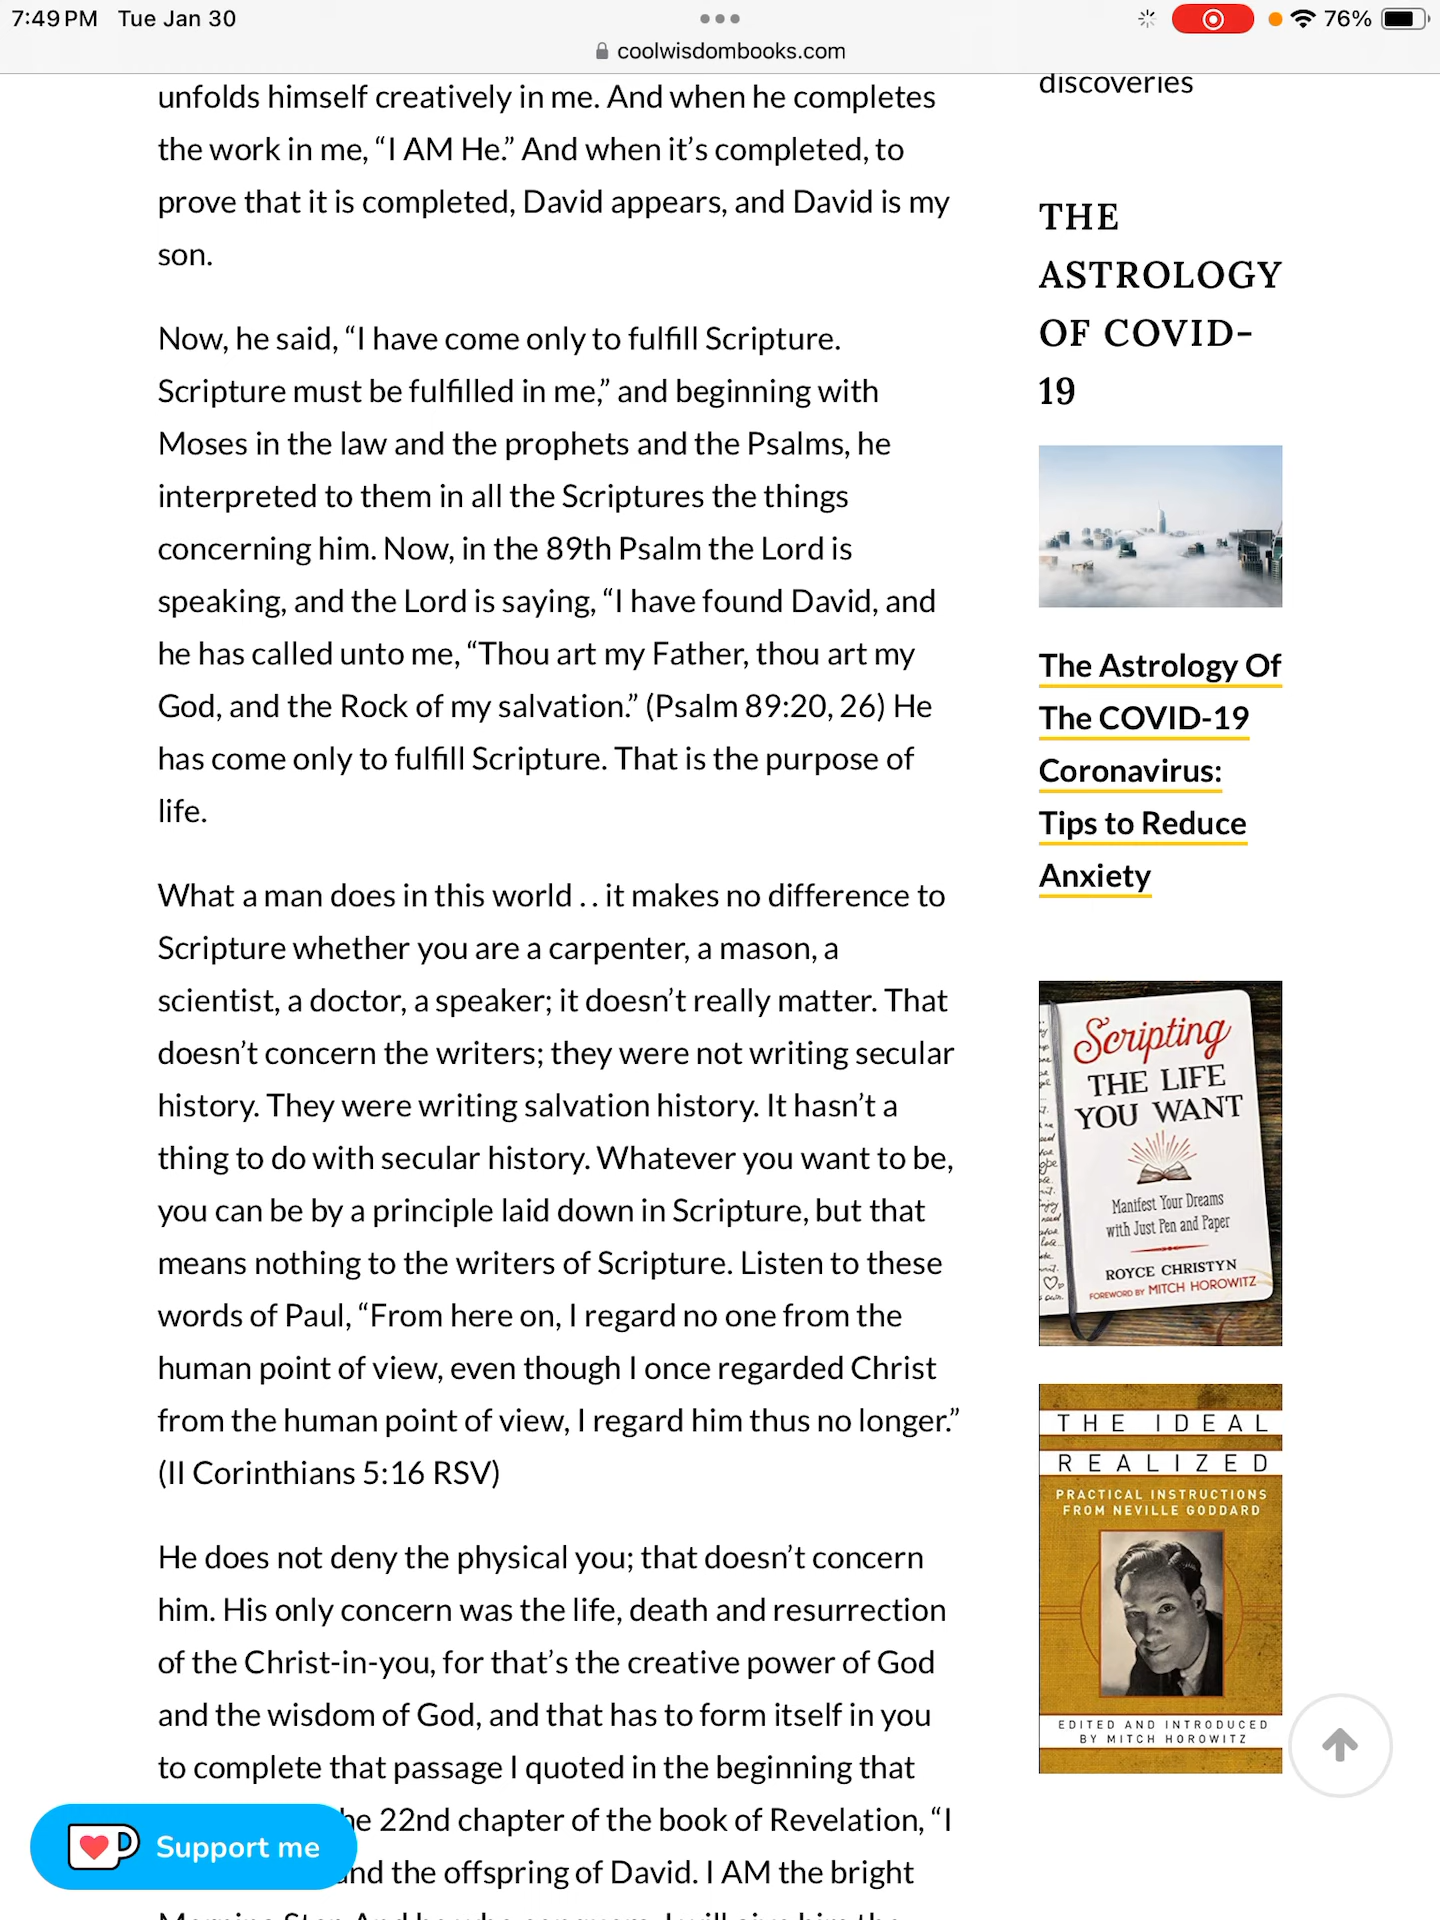 7:49 PM Tue Jan 30
76%
coolwisdombooks.com
unfolds himself creatively in me. And when he completes
the work in me, “I AM He.” And when it’s completed, to
prove that it is completed, David appears, and David is my
son.
Now, he said, “I have come only to fulfill Scripture.
Scripture must be fulfilled in me,” and beginning with
Moses in the law and the prophets and the Psalms, he
interpreted to them in all the Scriptures the things
concerning him. Now, in the 89th Psalm the Lord is
speaking, and the Lord is saying, “I have found David, and
he has called unto me, “Thou art my Father, thou art my
God, and the Rock of my salvation.” (Psalm 89:20, 26) He
has come only to fulfill Scripture. That is the purpose of
life.
What a man does in this world . . it makes no difference to
Scripture whether you are a carpenter, a mason, a
scientist, a doctor, a speaker; it doesn’t really matter. That
doesn’t concern the writers; they were not writing secular
history. They were writing salvation history. It hasn’t a
thing to do with secular history. Whatever you want to be,
you can be by a principle laid down in Scripture, but that
means nothing to the writers of Scripture. Listen to these
words of Paul, “From here on, I regard no one from the
human point of view, even though I once regarded Christ
from the human point of view, I regard him thus no longer.”
(II Corinthians 5:16 RSV)
He does not deny the physical you; that doesn’t concern
him. His only concern was the life, death and resurrection
of the Christ-in-you, for that’s the creative power of God
and the wisdom of God, and that has to form itself in you
to complete that passage I quoted in the beginning that
22nd chapter of the book of Revelation, “I
and the offspring of David. I AM the bright
Support me
discoveries
THE
ASTROLOGY
OF COVID-
19
The Astrology Of
The COVID-19
Coronavirus:
Tips to Reduce
Anxiety
Scripting
THE LIFE
YOU WANT
Manifest Your Dreams
with Just Pen and Paper
ROYCE CHRISTYN
FOREWORD BY MITCH HOROWITZ
THE IDEAL
REALIZED
PRACTICAL INSTRUCTIONS
FROM NEVILLE GODDARD
EDITED AND INTRODUCED
BY MITCH HOROWITZ